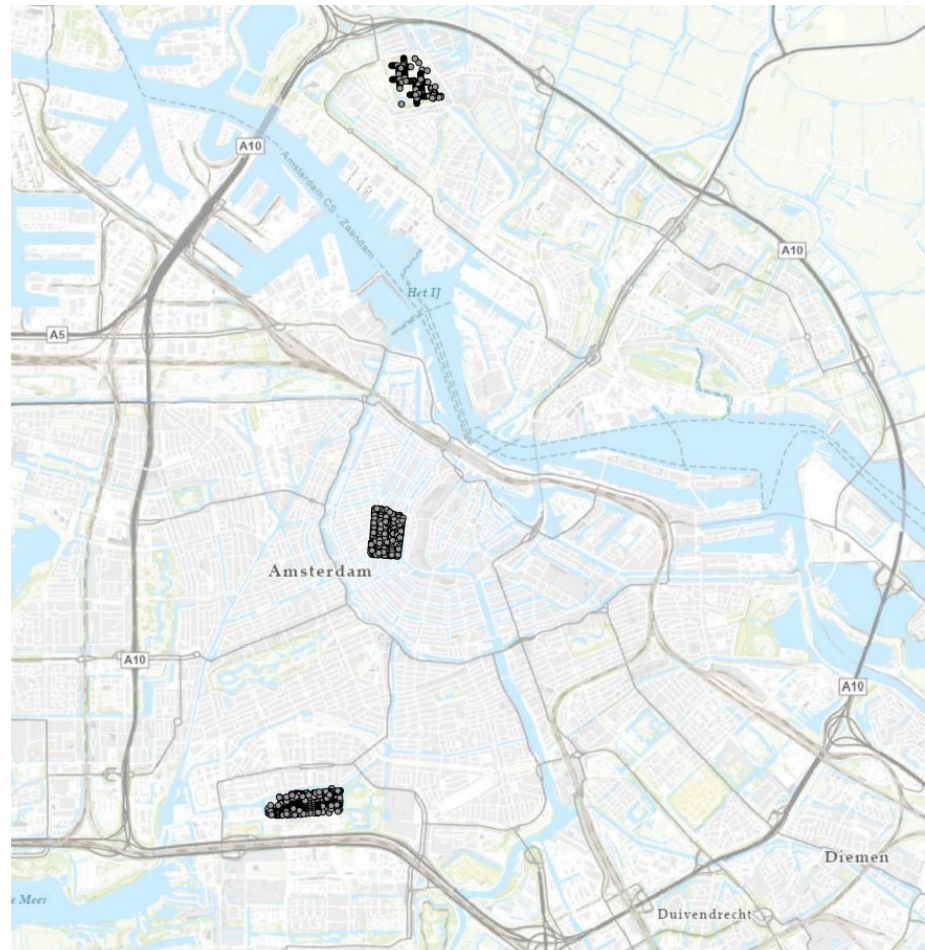 A10
Amsterdam CS - Zaandam
A10
Het IJ
A5
Amsterdam
A10
A10
Diemen
e Meer
Duivendrecht